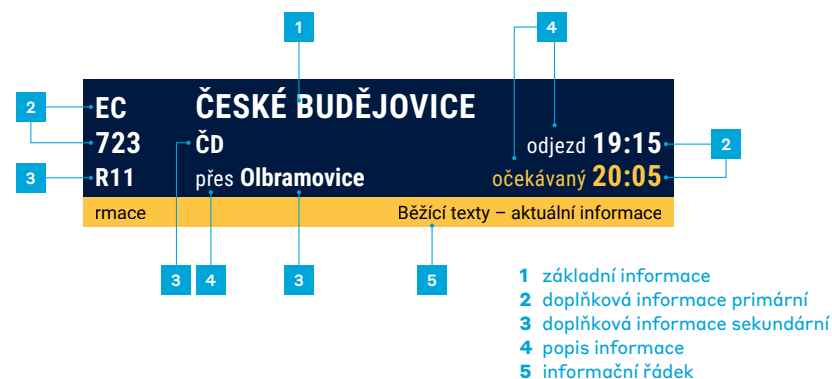 1
4
2
EC
ČESKÉ BUDĚJOVICE
723
ČD
odjezd 19:15
2
3
R11
přes Olbramovice
očekávaný 20:05
rmace
Běžící texty – aktuální informace
3
4
3
5
1 základní informace
2 doplňková informace primární
3 doplňková informace sekundární
4 popis informace
5 informační řádek